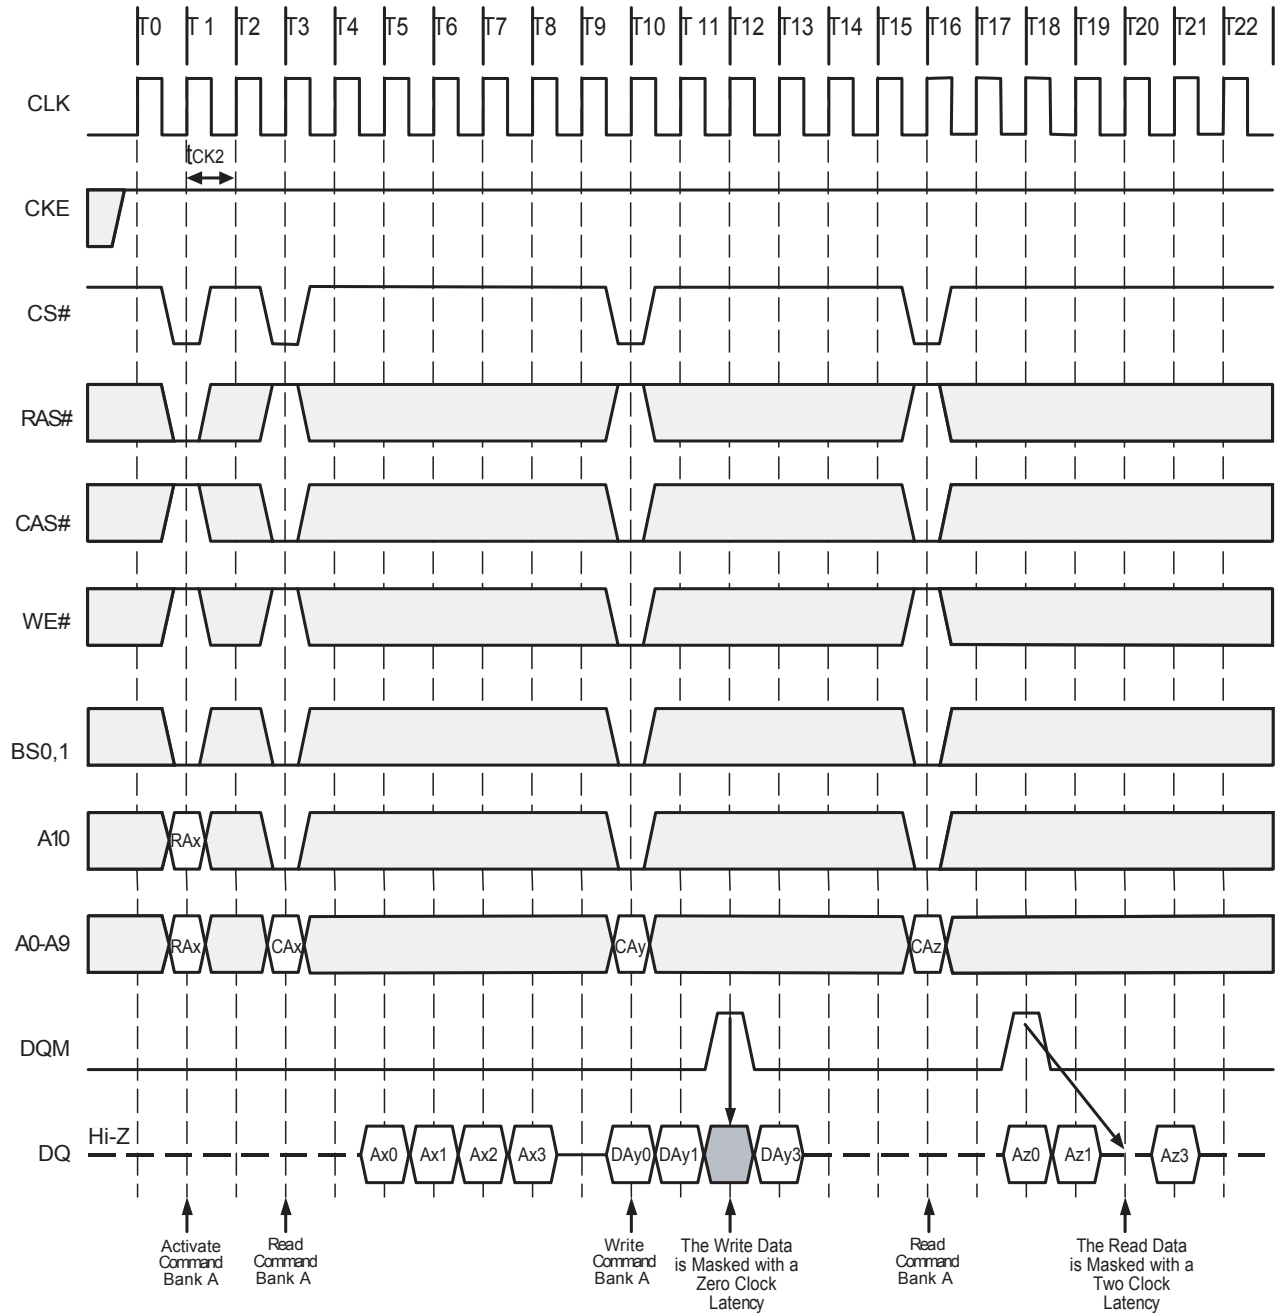 T0 T 1 T2 T3 T4 T5 T6 T7 T8 T9 T10 T 11 T12 T13 T14 T15 T16 T17 T18 T19 T20 T21 T22
CLK
tCK2
CKE
CS#
RAS#
CAS#
WE#
BS0,1
A10
RAx
A0-A9
RAx CAx CAy CAz
DQM
Hi-Z
DQ
Ax0 Ax1 Ax2 Ax3 DAy0 DAy1 DAy3 Az0 Az1 Az3
Activate
Command
Bank A
Read
Command
Bank A
Write
Command
Bank A
The Write Data
is Masked with a
Zero Clock
Latency
Read
Command
Bank A
The Read Data
is Masked with a
Two Clock
Latency